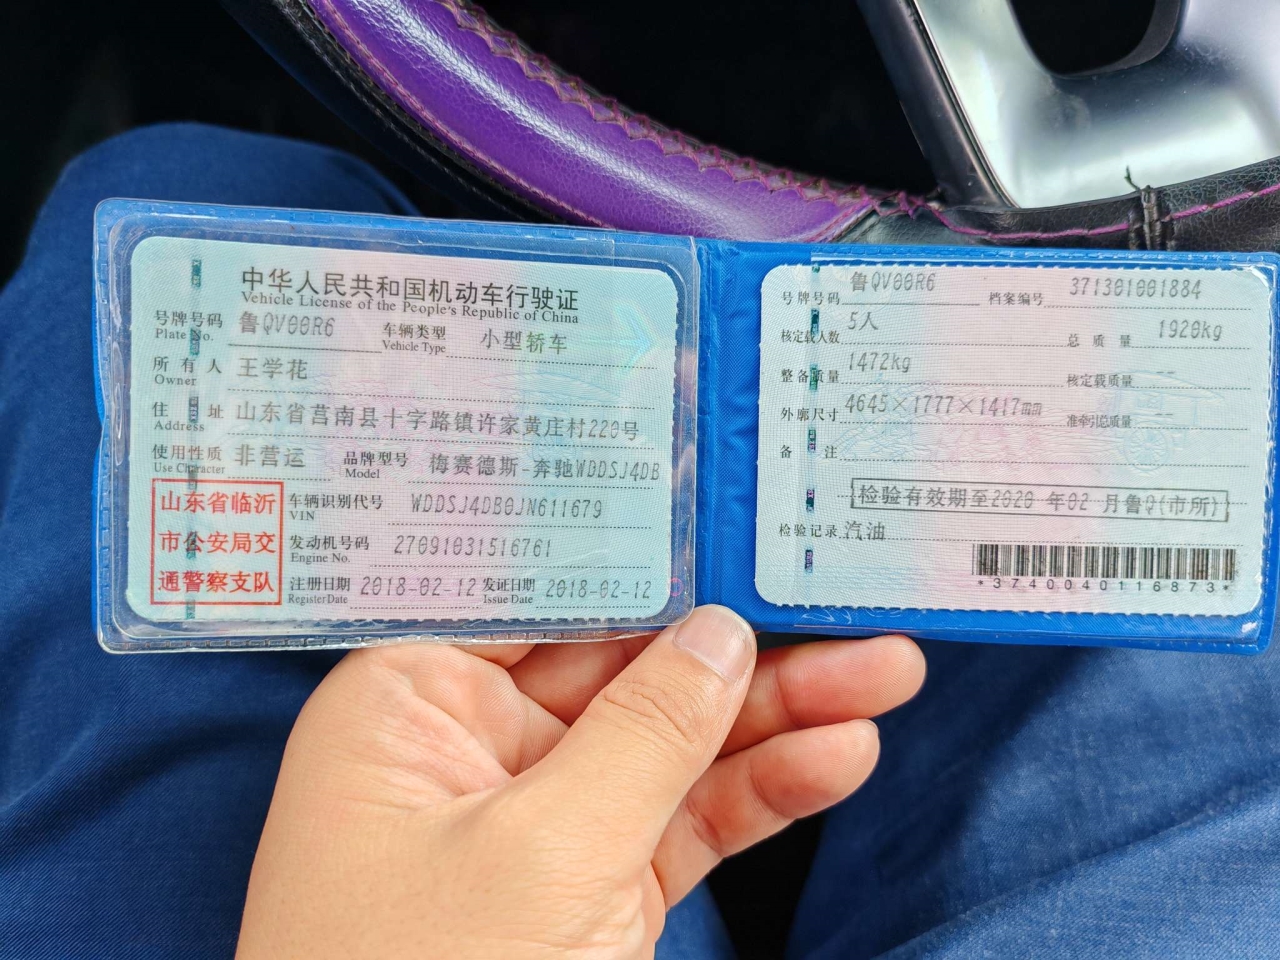 中华人民共和国机动车行驶证
Vehicle License of the People's Republic of China
号牌号码 鲁QV00R6 车辆类型 小型轿车
Plate No. Vehicle Type
所有人 王学花
Owner
住址 山东省莒南县十字路镇许家黄庄村220号
Address
使用性质 非营运 品牌型号 梅赛德斯-奔驰WDDSJ4DB
Use Character Model
山东省临沂
市公安局交
通警察支队
车辆识别代号 WDDSJ4DB0JN611679
VIN
发动机号码 27091031516761
Engine No.
注册日期 2018-02-12 发证日期 2018-02-12
Register Date Issue Date
号牌号码 鲁QV00R6 档案编号 371301001884
核定载人数 5人 总质量 1920kg
整备质量 1472kg 核定载质量 --
外廓尺寸 4645×1777×1417mm 准牵引总质量 --
备注
检验有效期至2020年02月鲁Q(市所)
检验记录 汽油
*3740040116873*